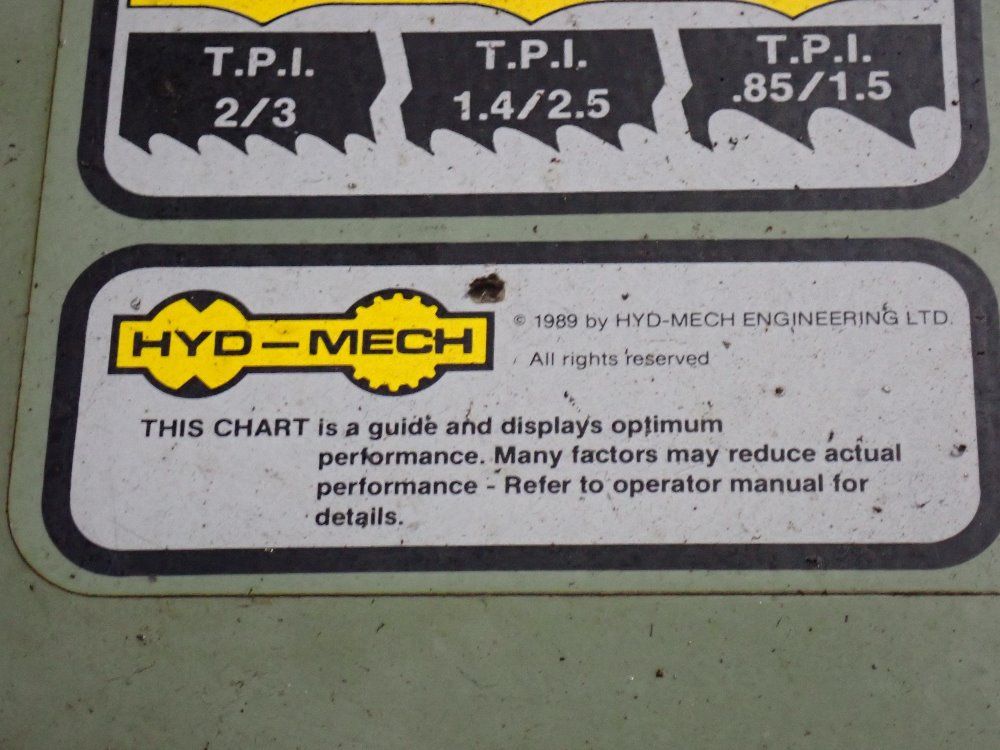 T.P.I. T.P.I. T.P.I.
2/3 1.4/2.5 .85/1.5
HYD-MECH
© 1989 by HYD-MECH ENGINEERING LTD.
All rights reserved
THIS CHART is a guide and displays optimum
performance. Many factors may reduce actual
performance - Refer to operator manual for
details.